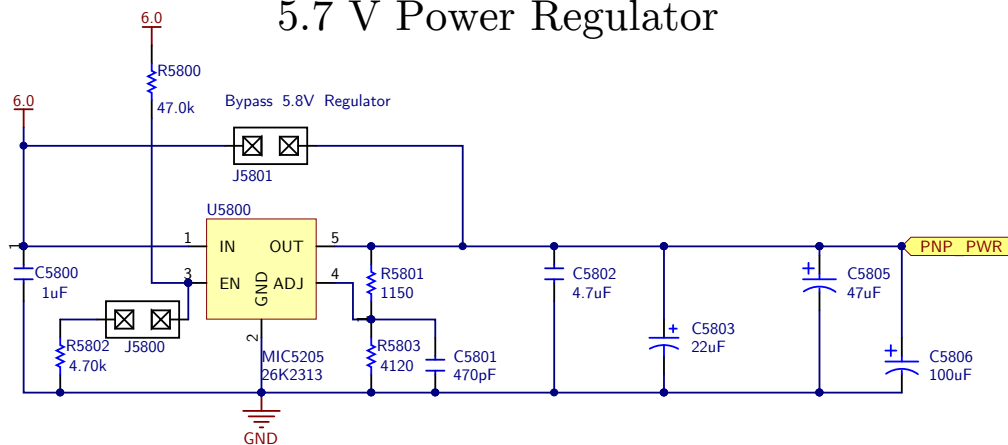 5.7 V Power Regulator
6.0
R5800
47.0k
6.0
Bypass 5.8V Regulator
J5801
U5800
1 IN OUT 5
3 EN GND ADJ 4
2
1
C5800
1uF
J5800
R5802
4.70k
MIC5205
26K2313
R5801
1150
1
R5803
4120
C5801
470pF
C5802
4.7uF
C5803
22uF
C5805
47uF
C5806
100uF
PNP PWR
GND